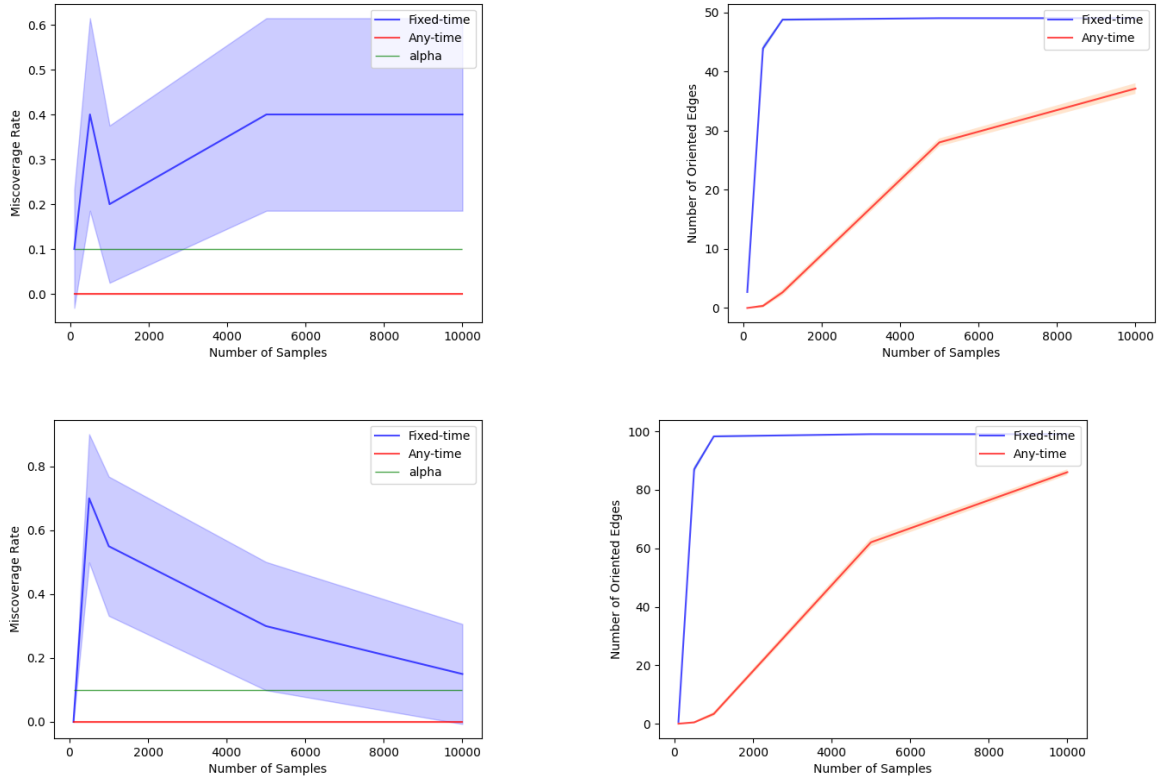 Fixed-time
Any-time
alpha
0.6
0.5
0.4
0.3
0.2
0.1
0.0
Miscoverage Rate
0
2000
4000
6000
8000
10000
Number of Samples
Fixed-time
Any-time
50
40
30
20
10
0
Number of Oriented Edges
0
2000
4000
6000
8000
10000
Number of Samples
Fixed-time
Any-time
alpha
0.8
0.6
0.4
0.2
0.0
Miscoverage Rate
0
2000
4000
6000
8000
10000
Number of Samples
Fixed-time
Any-time
100
80
60
40
20
0
Number of Oriented Edges
0
2000
4000
6000
8000
10000
Number of Samples